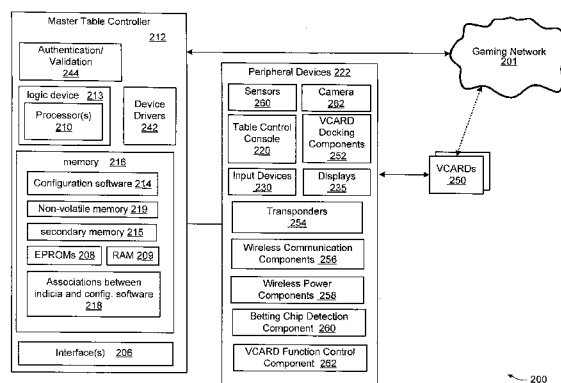 Master Table Controller
212
Authentication/
Validation
244
logic device 213
Processor(s)
210
Device
Drivers
242
memory 216
Configuration software 214
Non-volatile memory 219
secondary memory 215
EPROMs 208
RAM 209
Associations between
indicia and config. software
218
Interface(s) 206
Peripheral Devices 222
Sensors
260
Camera
262
Table Control
Console
220
VCARD
Docking
Components
252
Input Devices
230
Displays
235
Transponders
254
Wireless Communication
Components 256
Wireless Power
Components 258
Betting Chip Detection
Component 260
VCARD Function Control
Component 262
Gaming Network
201
VCARDs
250
200